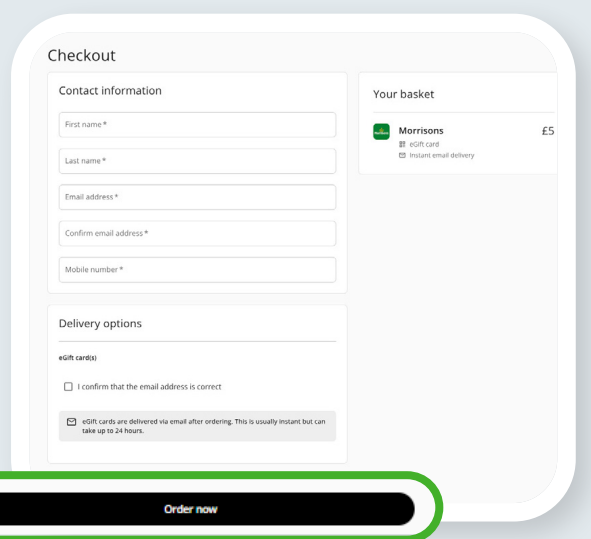 Checkout
Contact information
First name *
Last name *
Email address *
Confirm email address *
Mobile number *
Delivery options
eGift card(s)
I confirm that the email address is correct
eGift cards are delivered via email after ordering. This is usually instant but can
take up to 24 hours.
Your basket
Morrisons £5
eGift card
Instant email delivery
Order now